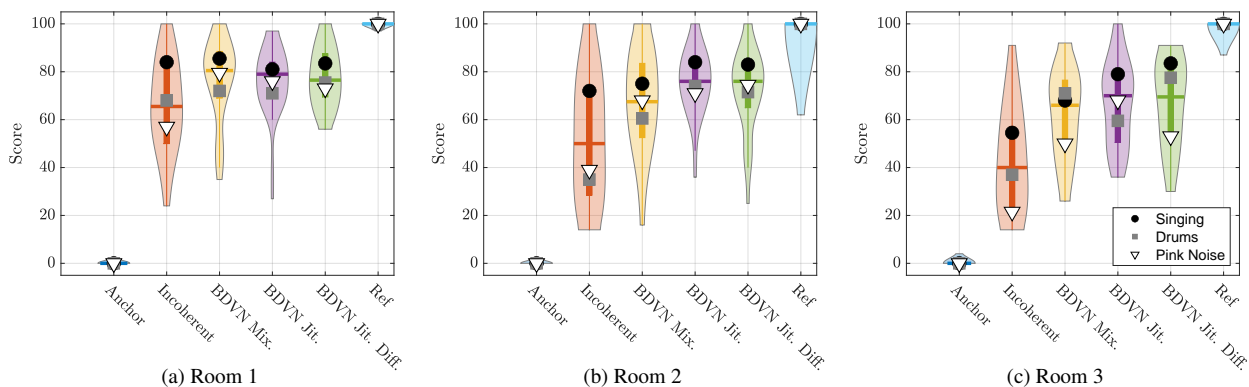 100
80
60
40
20
0
Score
Anchor
Incoherent
BDVN Mix.
BDVN Jit.
BDVN Jit. Diff.
Ref
(a) Room 1
100
80
60
40
20
0
Score
Anchor
Incoherent
BDVN Mix.
BDVN Jit.
BDVN Jit. Diff.
Ref
(b) Room 2
100
80
60
40
20
0
Score
Singing
Drums
Pink Noise
Anchor
Incoherent
BDVN Mix.
BDVN Jit.
BDVN Jit. Diff.
Ref
(c) Room 3